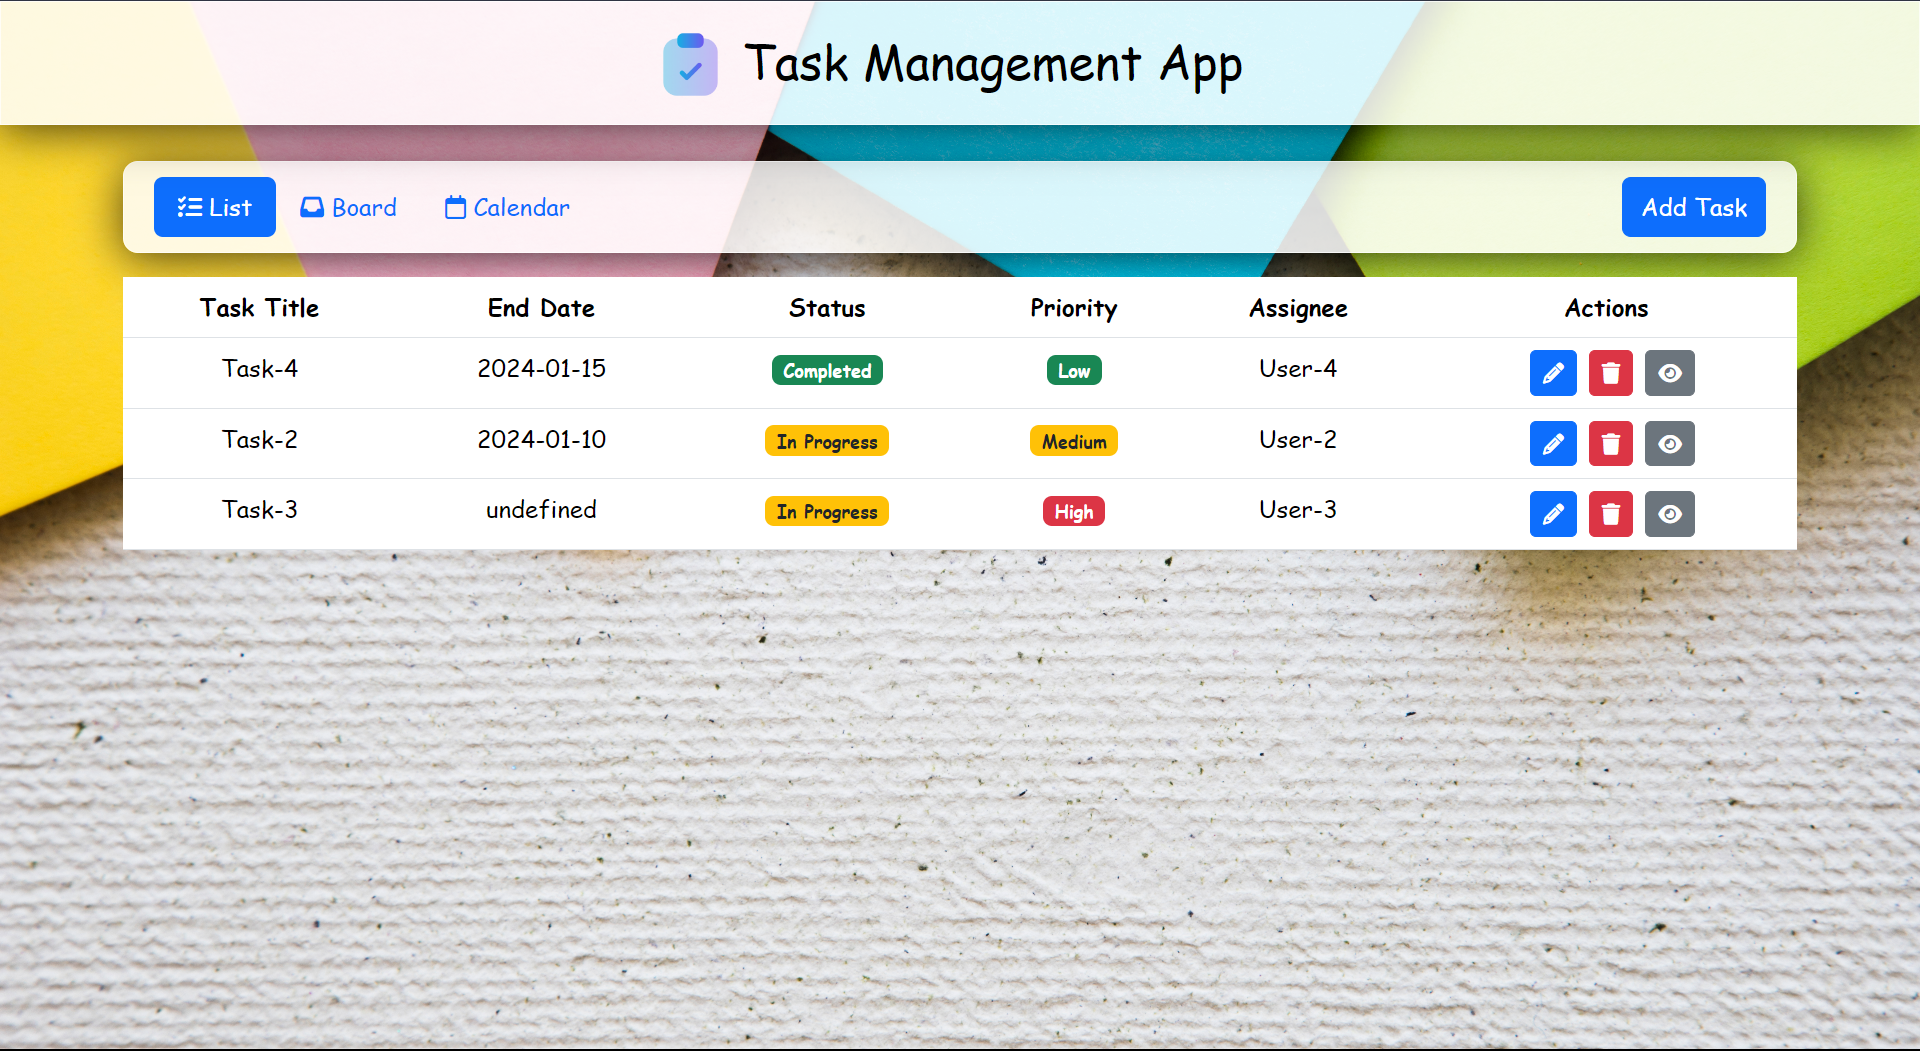 Task Management App
List Board Calendar Add Task
Task Title End Date Status Priority Assignee Actions
Task-4 2024-01-15 Completed Low User-4
Task-2 2024-01-10 In Progress Medium User-2
Task-3 undefined In Progress High User-3